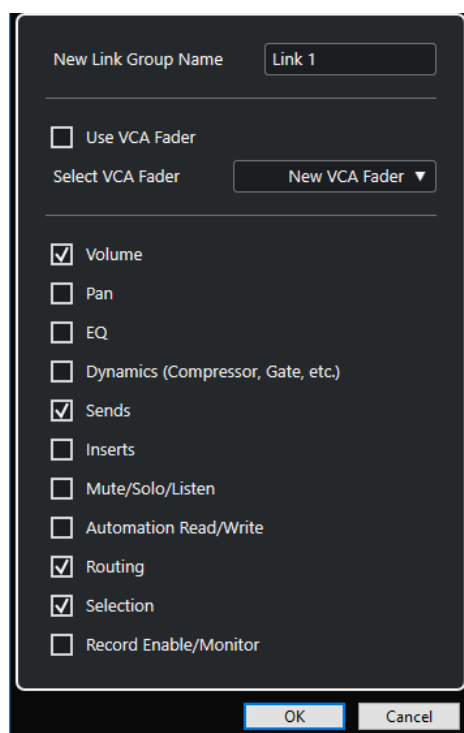 New Link Group Name Link 1
Use VCA Fader
Select VCA Fader New VCA Fader
Volume
Pan
EQ
Dynamics (Compressor, Gate, etc.)
Sends
Inserts
Mute/Solo/Listen
Automation Read/Write
Routing
Selection
Record Enable/Monitor
OK Cancel